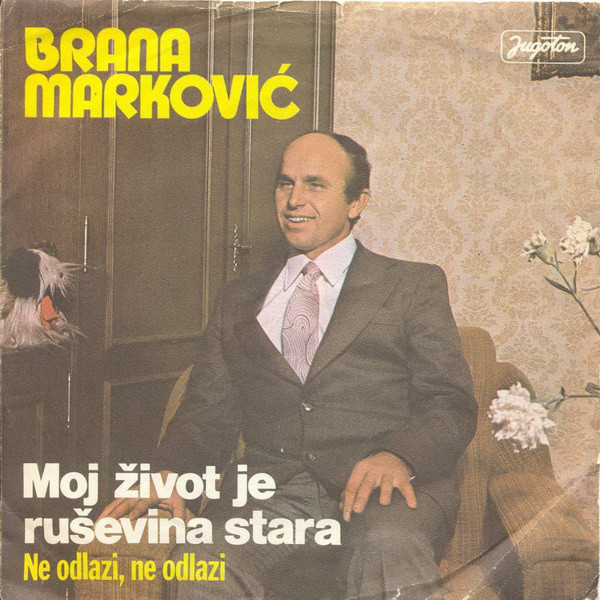 BRANA
MARKOVIĆ
Jugoton
Moj život je
ruševina stara
Ne odlazi, ne odlazi